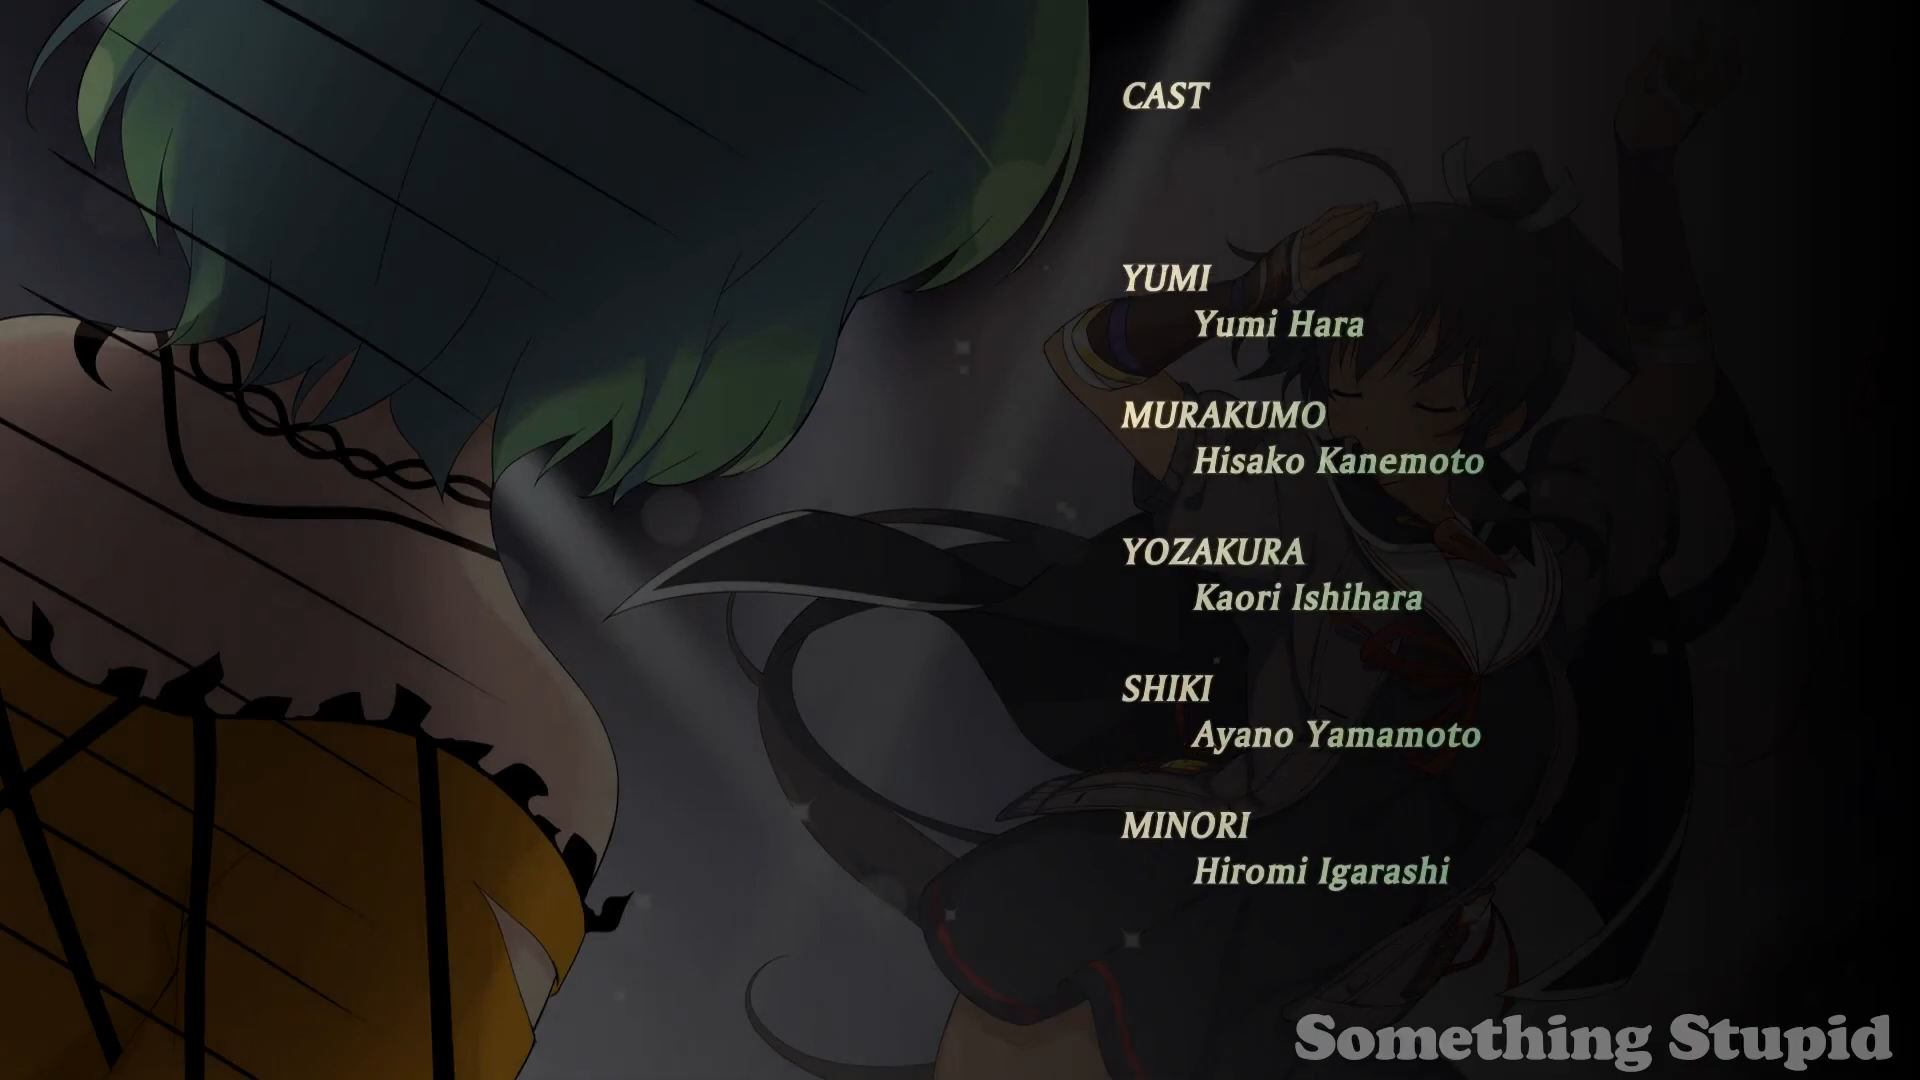 CAST
YUMI
Yumi Hara
MURAKUMO
Hisako Kanemoto
YOZAKURA
Kaori Ishihara
SHIKI
Ayano Yamamoto
MINORI
Hiromi Igarashi
Something Stupid